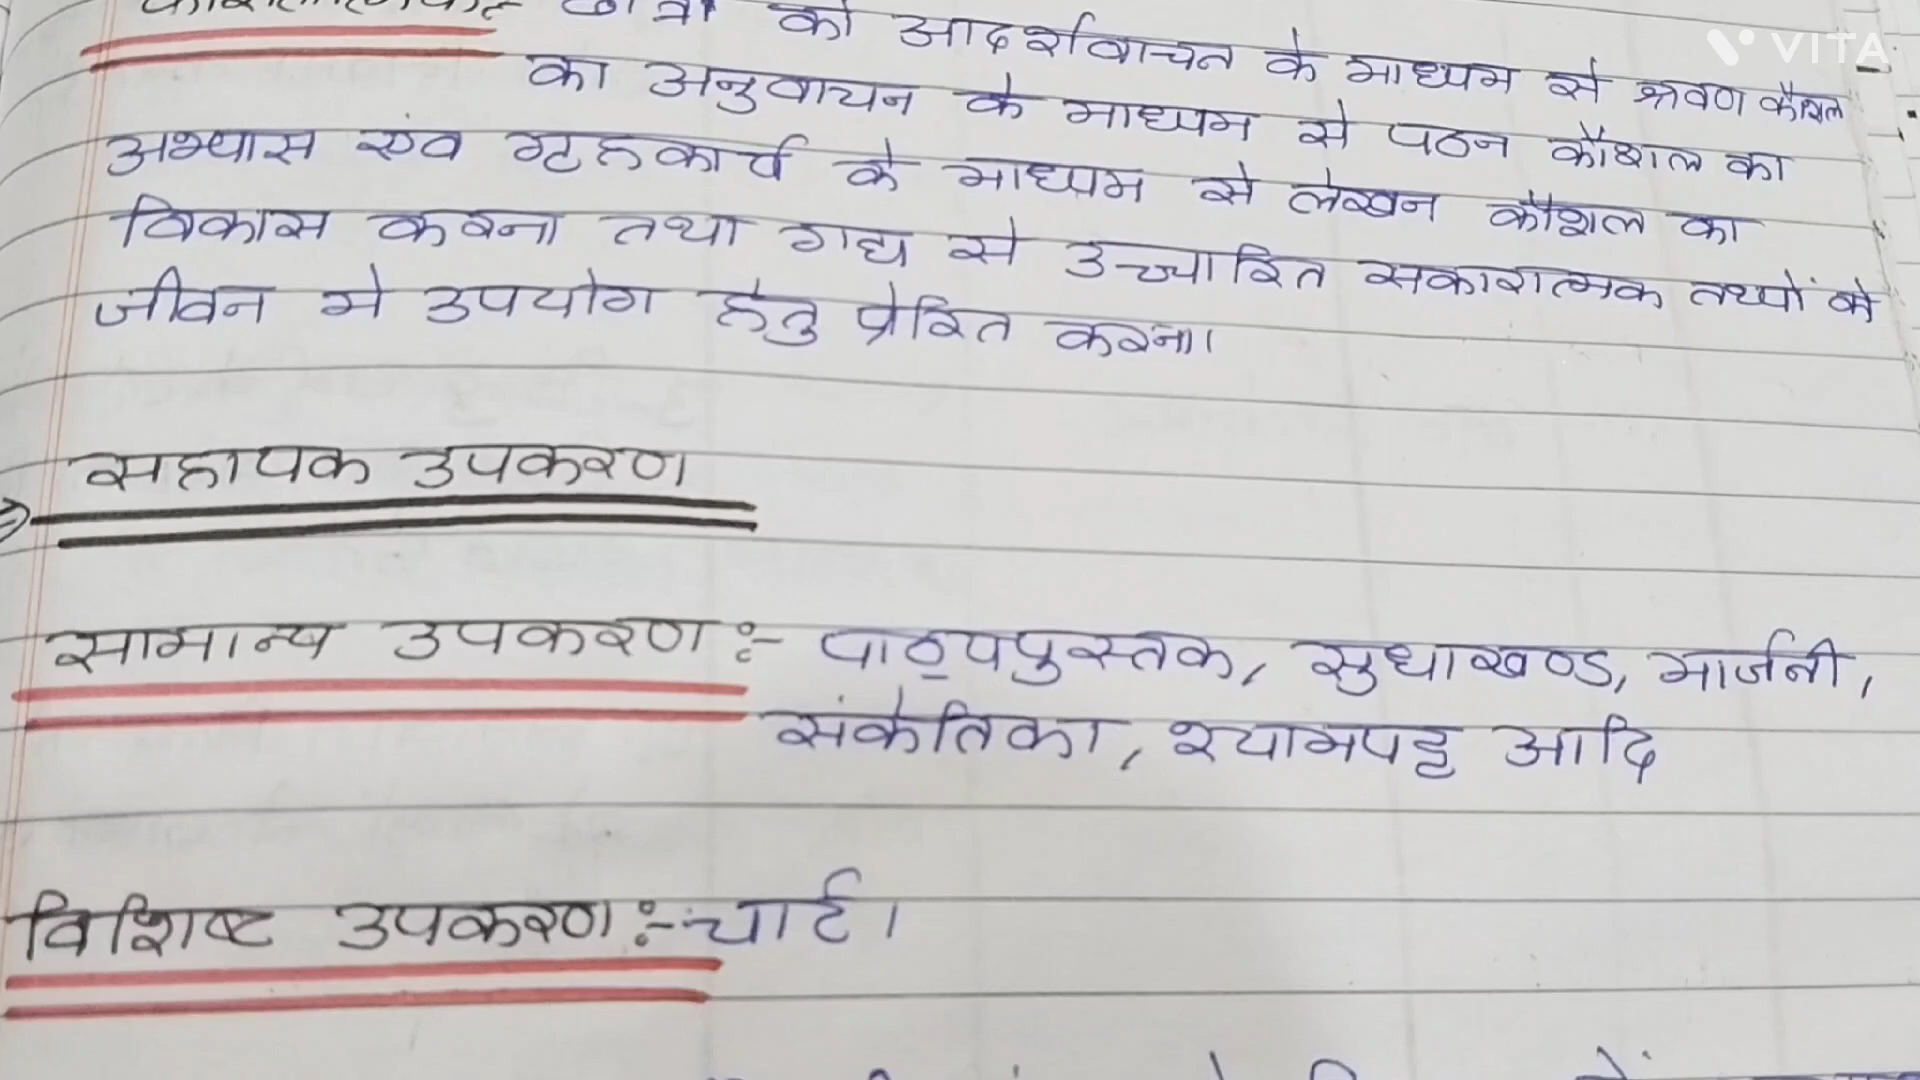 छात्रों को आदर्शवाचन के माध्यम से श्रवण कौशल
VITA
का अनुवाचन के माध्यम से पठन कौशल का
अभ्यास एंव गृहकार्य के माध्यम से लेखन कौशल का
विकास करना तथा गद्य से उच्चारित सकारात्मक तथ्यों को
जीवन मे उपयोग हेतु प्रेरित करना।
सहायक उपकरण
सामान्य उपकरण :- पाठ्यपुस्तक, सुधाखण्ड, मार्जनी,
संकेतिका, श्यामपट्ट आदि
विशिष्ट उपकरण :- चार्ट।